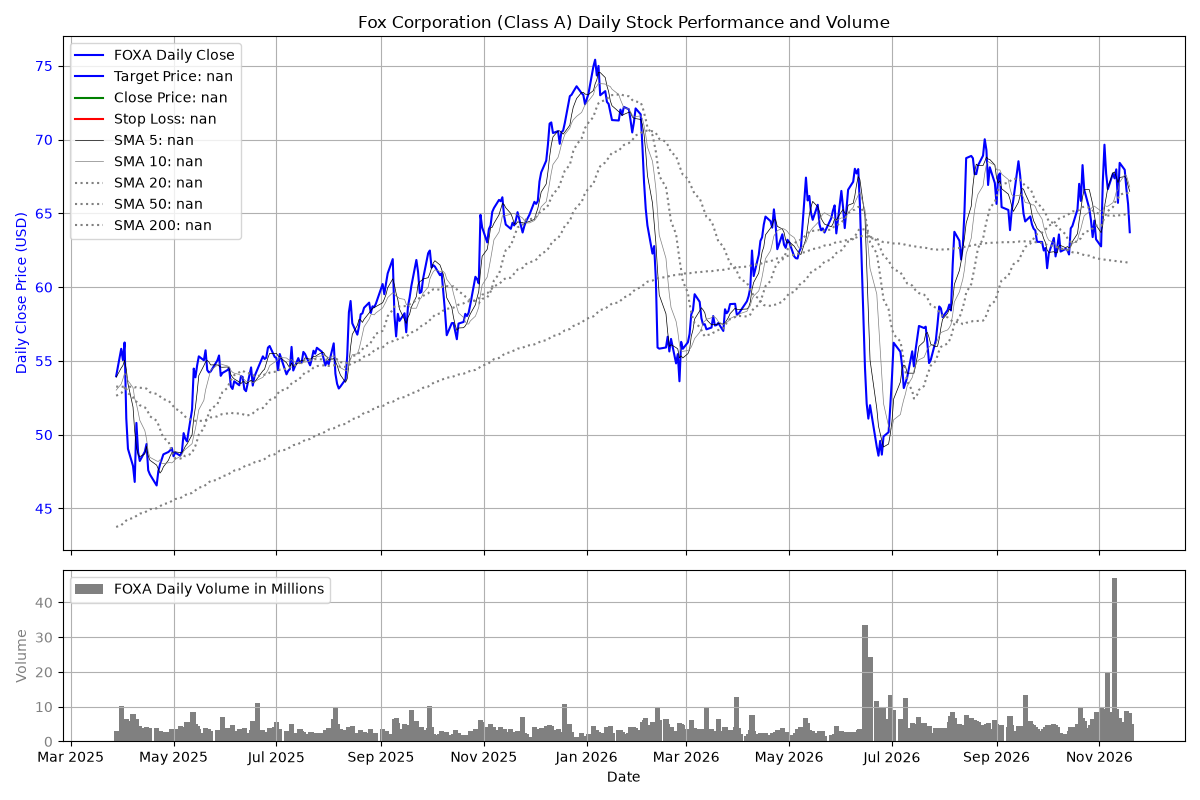 Fox Corporation (Class A) Daily Stock Performance and Volume
FOXA Daily Close
Target Price: nan
Close Price: nan
Stop Loss: nan
SMA 5: nan
SMA 10: nan
SMA 20: nan
SMA 50: nan
SMA 200: nan
Daily Close Price (USD)
75
70
65
60
55
50
45
FOXA Daily Volume in Millions
Volume
40
30
20
10
0
Mar 2025
May 2025
Jul 2025
Sep 2025
Nov 2025
Jan 2026
Mar 2026
May 2026
Jul 2026
Sep 2026
Nov 2026
Date